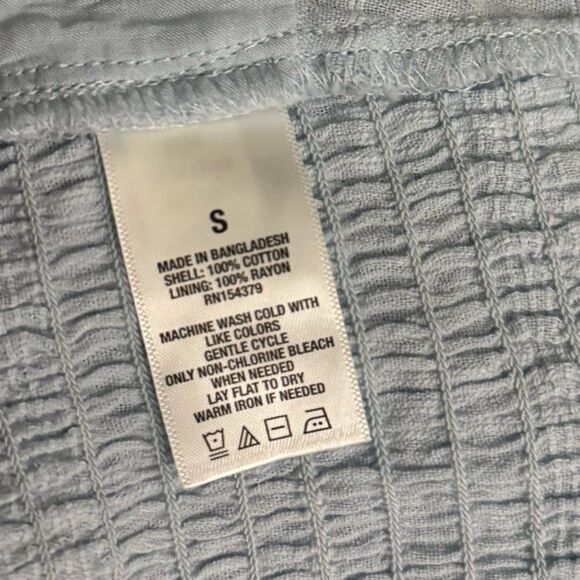 S
MADE IN BANGLADESH
SHELL: 100% COTTON
LINING: 100% RAYON
RN154379
MACHINE WASH COLD WITH
LIKE COLORS
GENTLE CYCLE
ONLY NON-CHLORINE BLEACH
WHEN NEEDED
LAY FLAT TO DRY
WARM IRON IF NEEDED